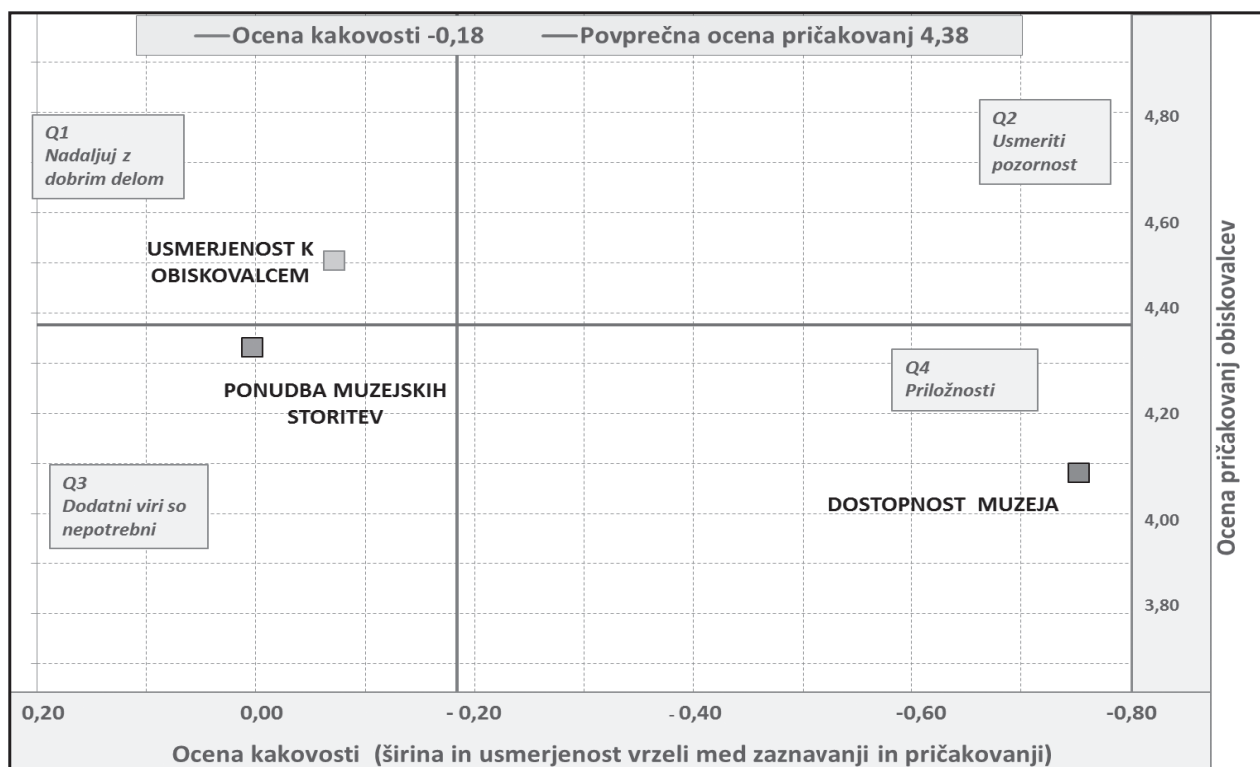 Ocena kakovosti -0,18 Povprečna ocena pričakovanj 4,38
Q1
Nadaljuj z
dobrim delom
Q2
Usmeriti
pozornost
USMERJENOST K
OBISKOVALCEM
PONUDBA MUZEJSKIH
STORITEV
Q4
Priložnosti
Q3
Dodatni viri so
nepotrebni
DOSTOPNOST MUZEJA
4,80
4,60
4,40
4,20
4,00
3,80
Ocena pričakovanj obiskovalcev
0,20 0,00 - 0,20 - 0,40 -0,60 -0,80
Ocena kakovosti (širina in usmerjenost vrzeli med zaznavanji in pričakovanji)